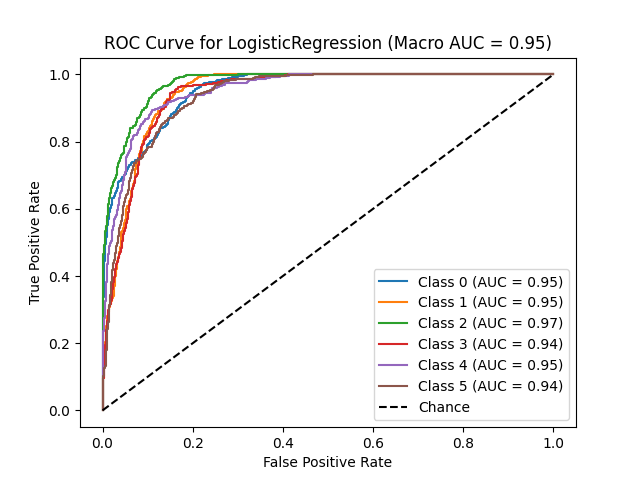 ROC Curve for LogisticRegression (Macro AUC = 0.95)
True Positive Rate
1.0
0.8
0.6
0.4
0.2
0.0
Class 0 (AUC = 0.95)
Class 1 (AUC = 0.95)
Class 2 (AUC = 0.97)
Class 3 (AUC = 0.94)
Class 4 (AUC = 0.95)
Class 5 (AUC = 0.94)
Chance
0.0 0.2 0.4 0.6 0.8 1.0
False Positive Rate